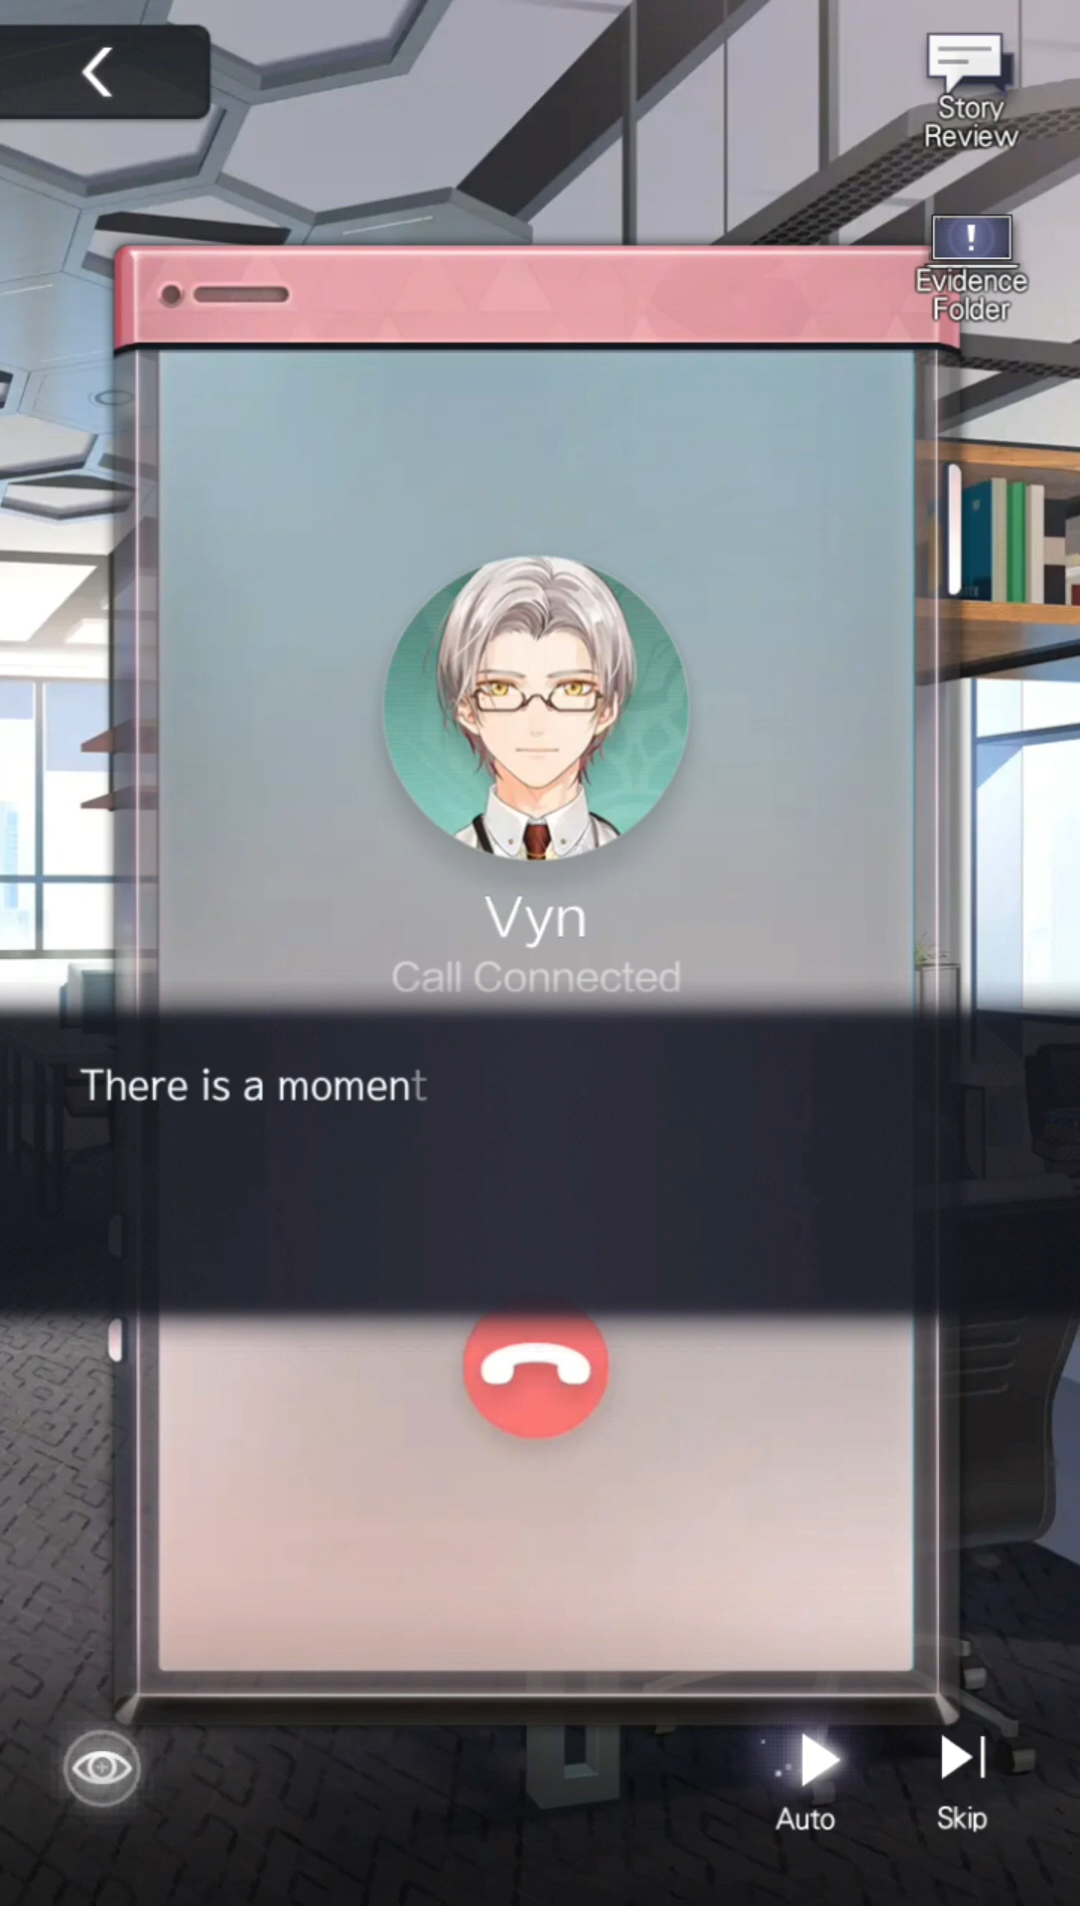 Story
Review
!
Evidence
Folder
Vyn
Call Connected
There is a moment
Auto
Skip